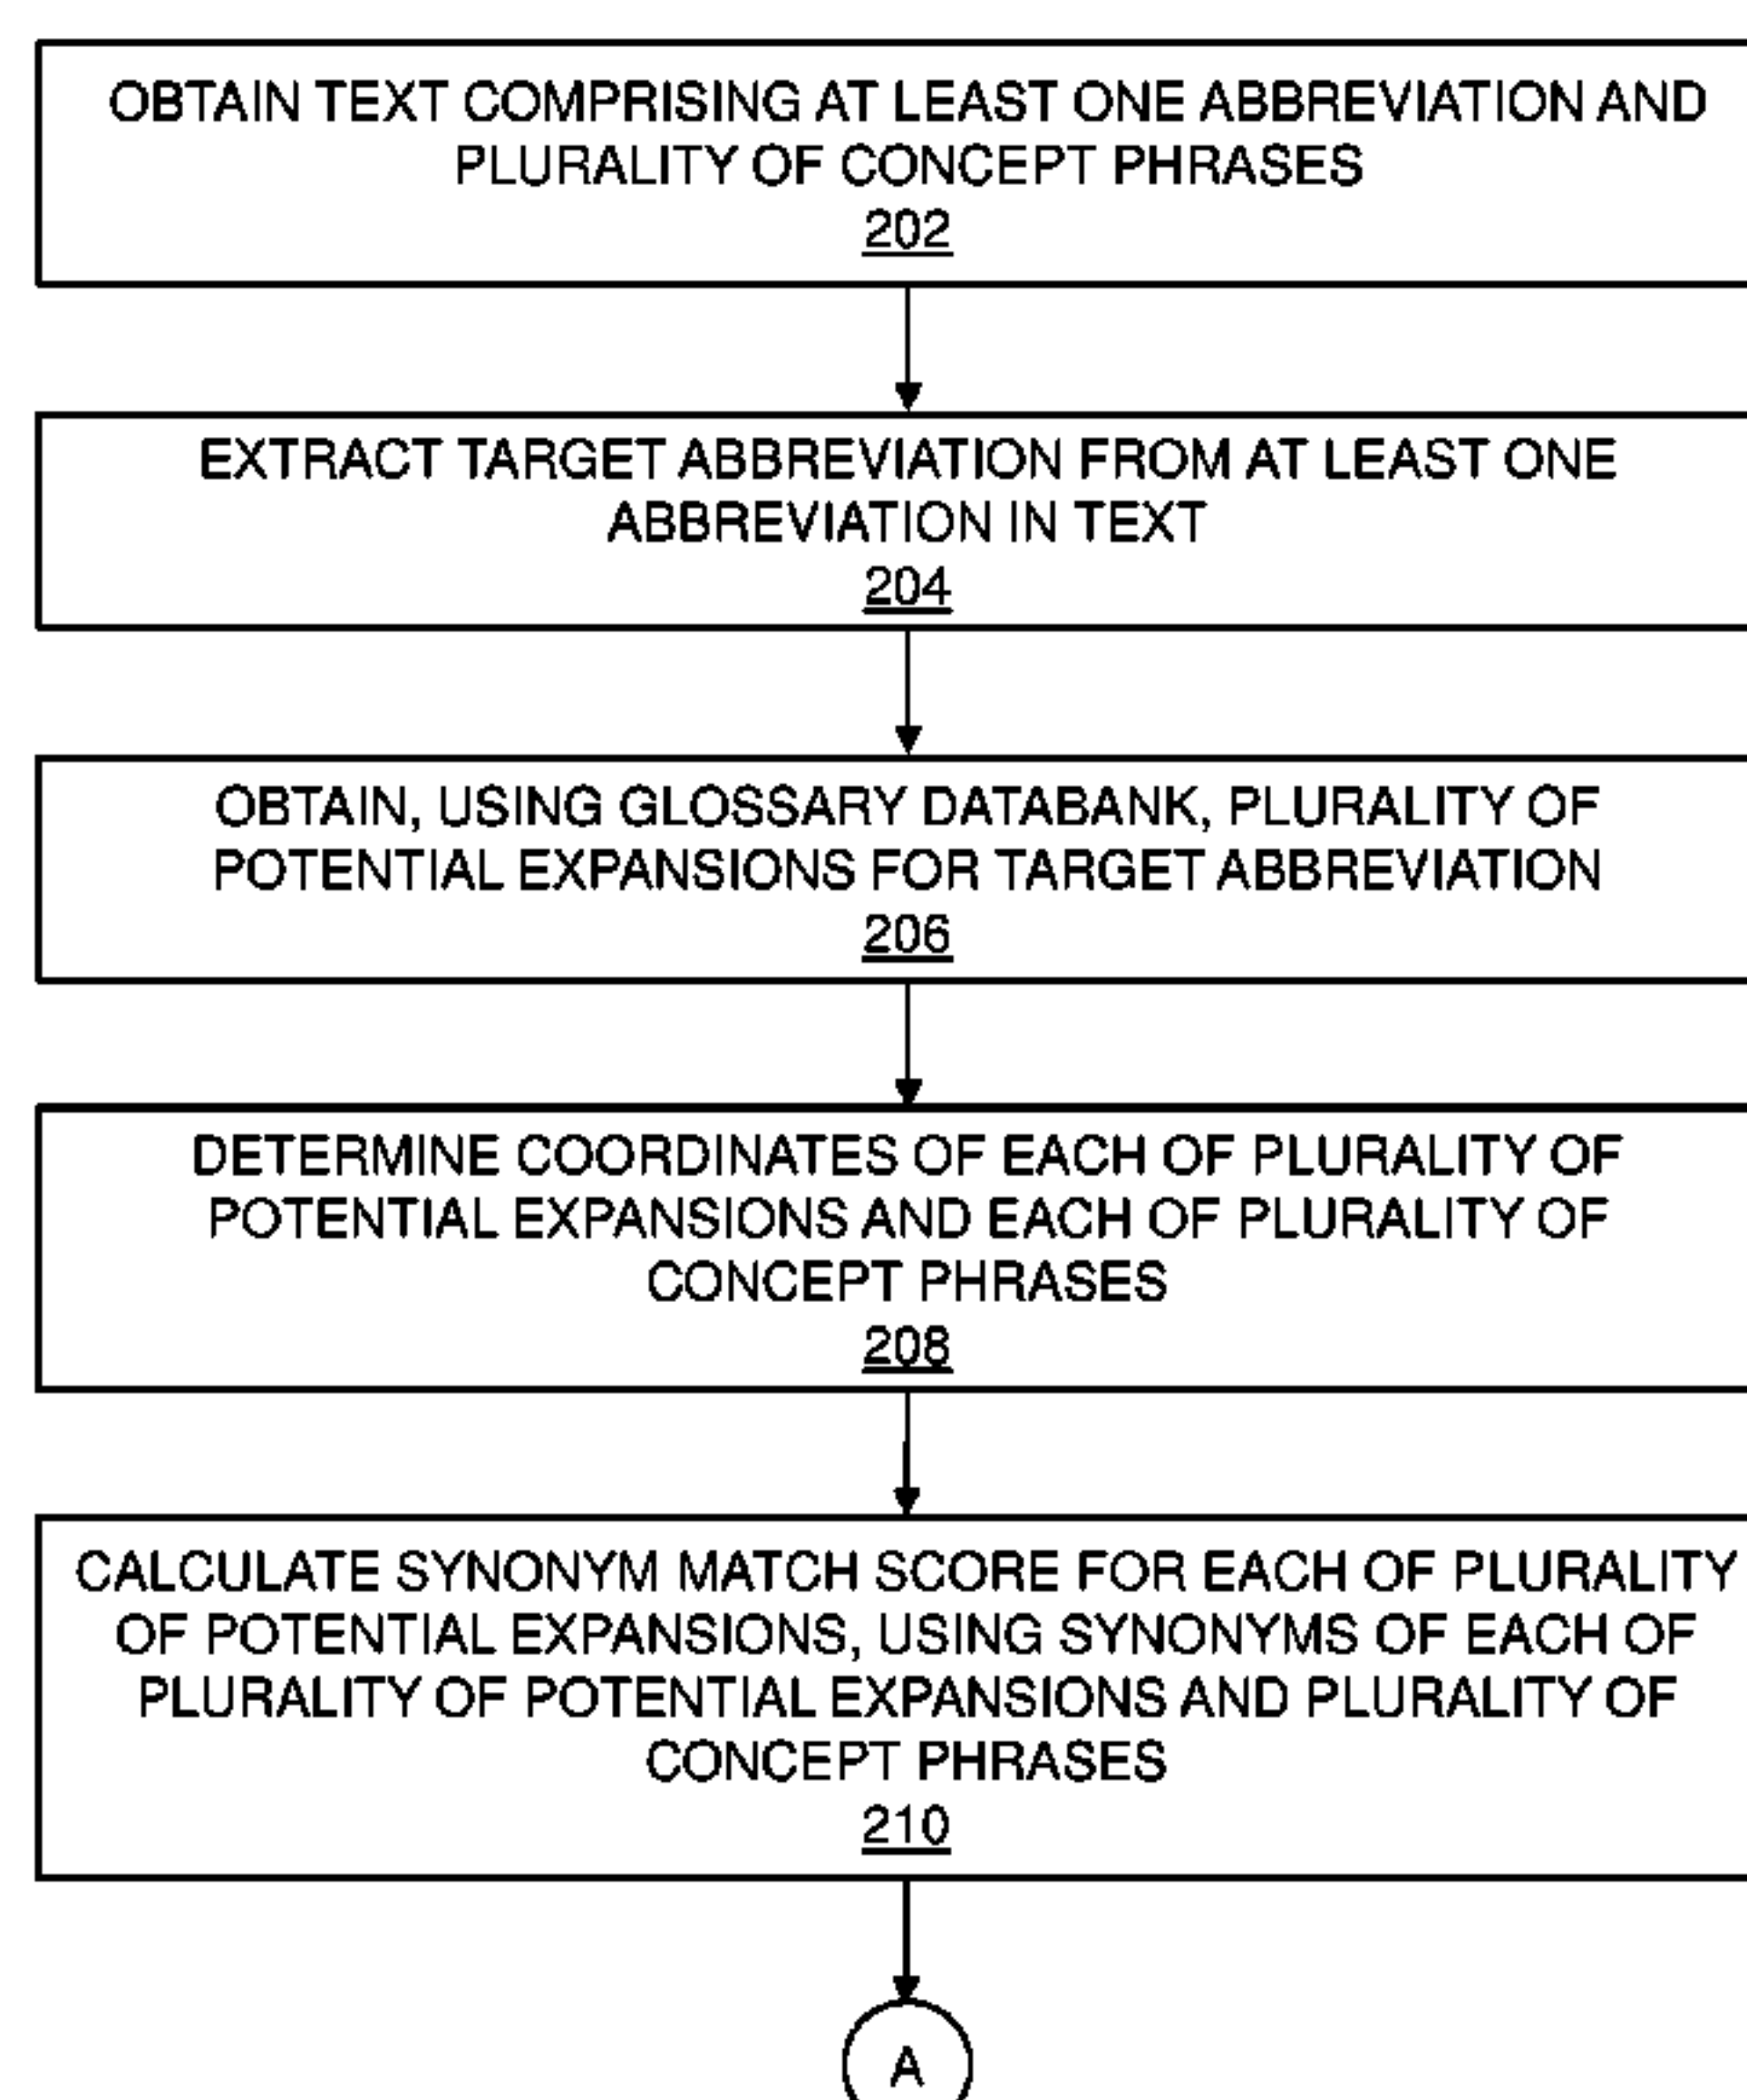 OBTAIN TEXT COMPRISING AT LEAST ONE ABBREVIATION AND
PLURALITY OF CONCEPT PHRASES
202
EXTRACT TARGET ABBREVIATION FROM AT LEAST ONE
ABBREVIATION IN TEXT
204
OBTAIN, USING GLOSSARY DATABANK, PLURALITY OF
POTENTIAL EXPANSIONS FOR TARGET ABBREVIATION
206
DETERMINE COORDINATES OF EACH OF PLURALITY OF
POTENTIAL EXPANSIONS AND EACH OF PLURALITY OF
CONCEPT PHRASES
208
CALCULATE SYNONYM MATCH SCORE FOR EACH OF PLURALITY
OF POTENTIAL EXPANSIONS, USING SYNONYMS OF EACH OF
PLURALITY OF POTENTIAL EXPANSIONS AND PLURALITY OF
CONCEPT PHRASES
210
A